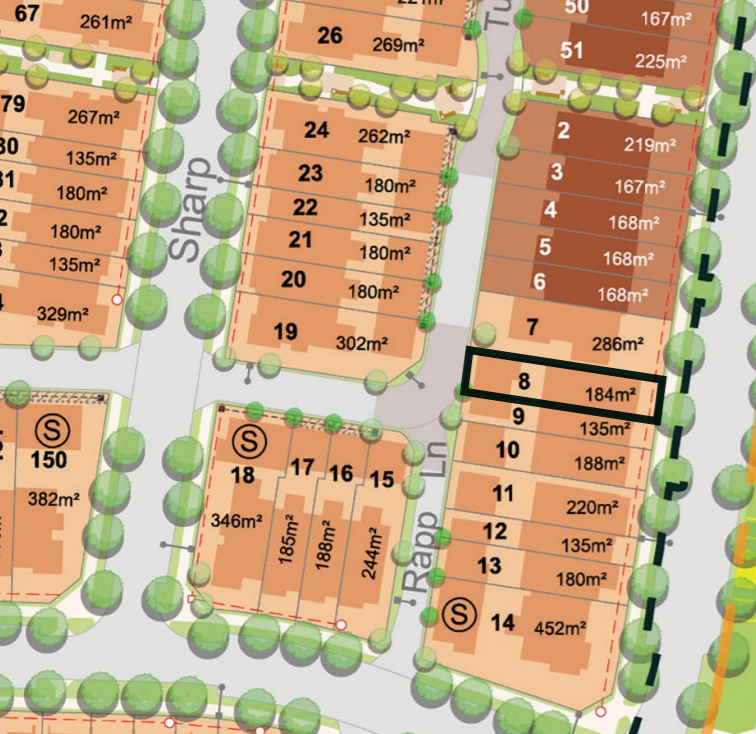 67 261m²
26 269m²
50 167m²
51 225m²
79 267m²
135m²
180m²
180m²
135m²
329m²
Sharp
24 262m²
23 180m²
22 135m²
21 180m²
20 180m²
19 302m²
2 219m²
3 167m²
4 168m²
5 168m²
6 168m²
7 286m²
8 184m²
9 135m²
10 188m²
11 220m²
12 135m²
13 180m²
S 14 452m²
Rapp Ln
S
18 17 16 15
346m² 185m² 188m² 244m²
S
150
382m²